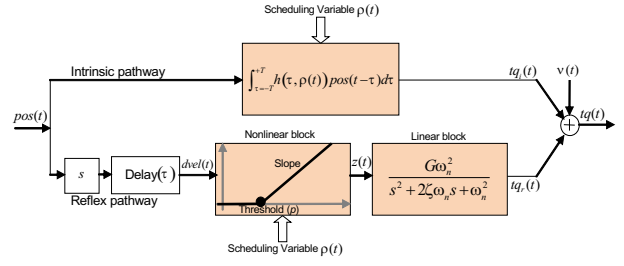 Scheduling Variable ρ(t)
Intrinsic pathway
∫_{τ=-T}^{+T} h(τ, ρ(t)) pos(t-τ)dτ
tq_i(t)
v(t)
pos(t)
tq(t)
+
Nonlinear block
Linear block
s
Delay(τ)
dvel(t)
Slope
Threshold (p)
z(t)
Gω_n^2
s^2 + 2ζω_n s + ω_n^2
tq_r(t)
Reflex pathway
Scheduling Variable ρ(t)